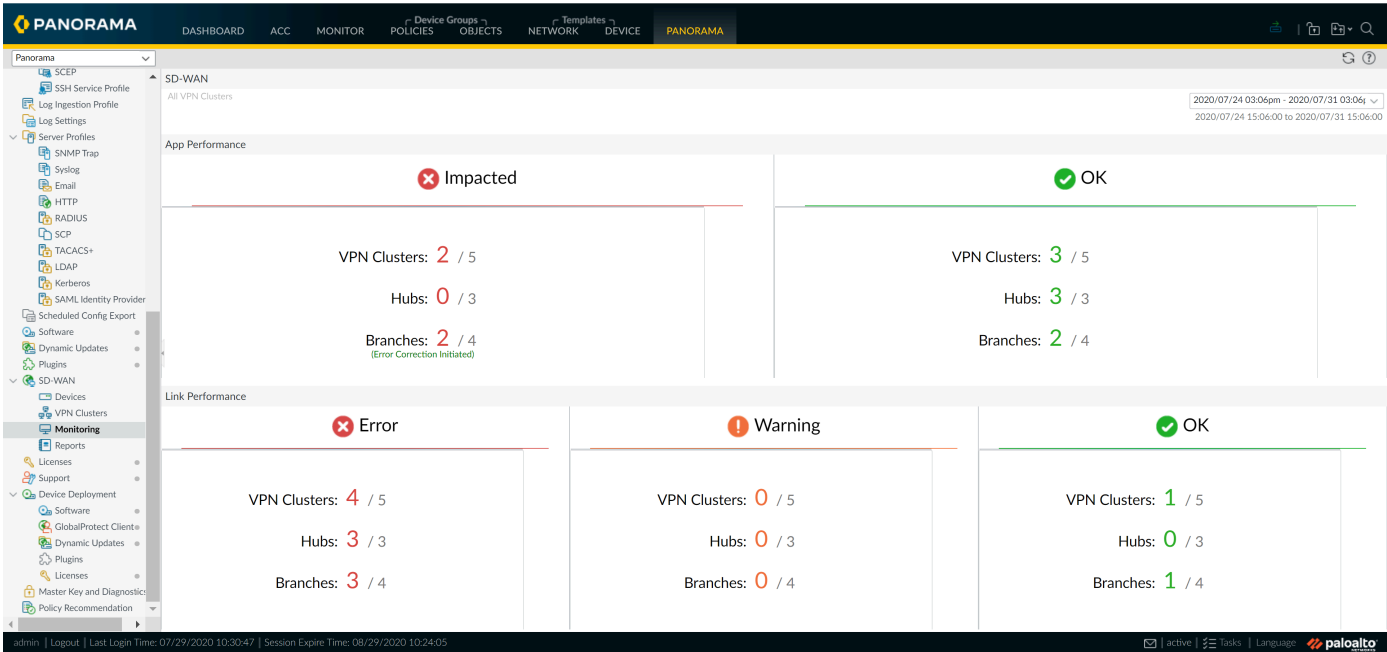 PANORAMA
DASHBOARD
ACC
MONITOR
Device Groups
POLICIES
OBJECTS
Templates
NETWORK
DEVICE
PANORAMA
Panorama
SCEP
SSH Service Profile
Log Ingestion Profile
Log Settings
Server Profiles
SNMP Trap
Syslog
Email
HTTP
RADIUS
SCP
TACACS+
LDAP
Kerberos
SAML Identity Provider
Scheduled Config Export
Software
Dynamic Updates
Plugins
SD-WAN
Devices
VPN Clusters
Monitoring
Reports
Licenses
Support
Device Deployment
Software
GlobalProtect Client
Dynamic Updates
Plugins
Licenses
Master Key and Diagnostics
Policy Recommendation
SD-WAN
All VPN Clusters
2020/07/24 03:06pm - 2020/07/31 03:06
2020/07/24 15:06:00 to 2020/07/31 15:06:00
App Performance
Impacted
VPN Clusters: 2 / 5
Hubs: 0 / 3
Branches: 2 / 4
(Error Correction Initiated)
OK
VPN Clusters: 3 / 5
Hubs: 3 / 3
Branches: 2 / 4
Link Performance
Error
VPN Clusters: 4 / 5
Hubs: 3 / 3
Branches: 3 / 4
Warning
VPN Clusters: 0 / 5
Hubs: 0 / 3
Branches: 0 / 4
OK
VPN Clusters: 1 / 5
Hubs: 0 / 3
Branches: 1 / 4
admin | Logout | Last Login Time: 07/29/2020 10:30:47 | Session Expire Time: 08/29/2020 10:24:05
| active | Tasks | Language
paloalto
NETWORKS